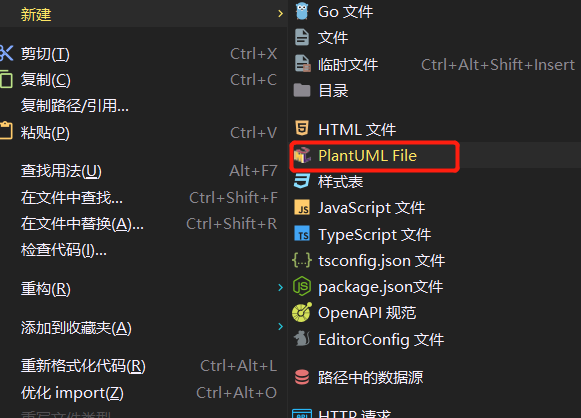 新建
剪切(T) Ctrl+X
复制(C) Ctrl+C
复制路径/引用...
粘贴(P) Ctrl+V
查找用法(U) Alt+F7
在文件中查找... Ctrl+Shift+F
在文件中替换(A)... Ctrl+Shift+R
检查代码(I)...
重构(R)
添加到收藏夹(A)
重新格式化代码(R) Ctrl+Alt+L
优化 import(Z) Ctrl+Alt+O
重写文件类型
Go 文件
文件
临时文件 Ctrl+Alt+Shift+Insert
目录
HTML 文件
PlantUML File
样式表
JavaScript 文件
TypeScript 文件
tsconfig.json 文件
package.json文件
OpenAPI 规范
EditorConfig 文件
路径中的数据源
HTTP 请求